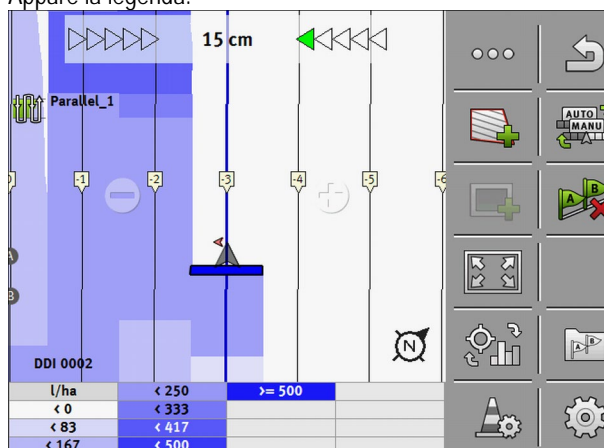 Appare la legenda:
15 cm
Parallel_1
-1 -2 -3 -4 -5 -6
A
B
N
DDI 0002
l/ha < 250 >= 500
< 0 < 333
< 83 < 417
< 167 < 500
AUTO
MANU
A B
A B